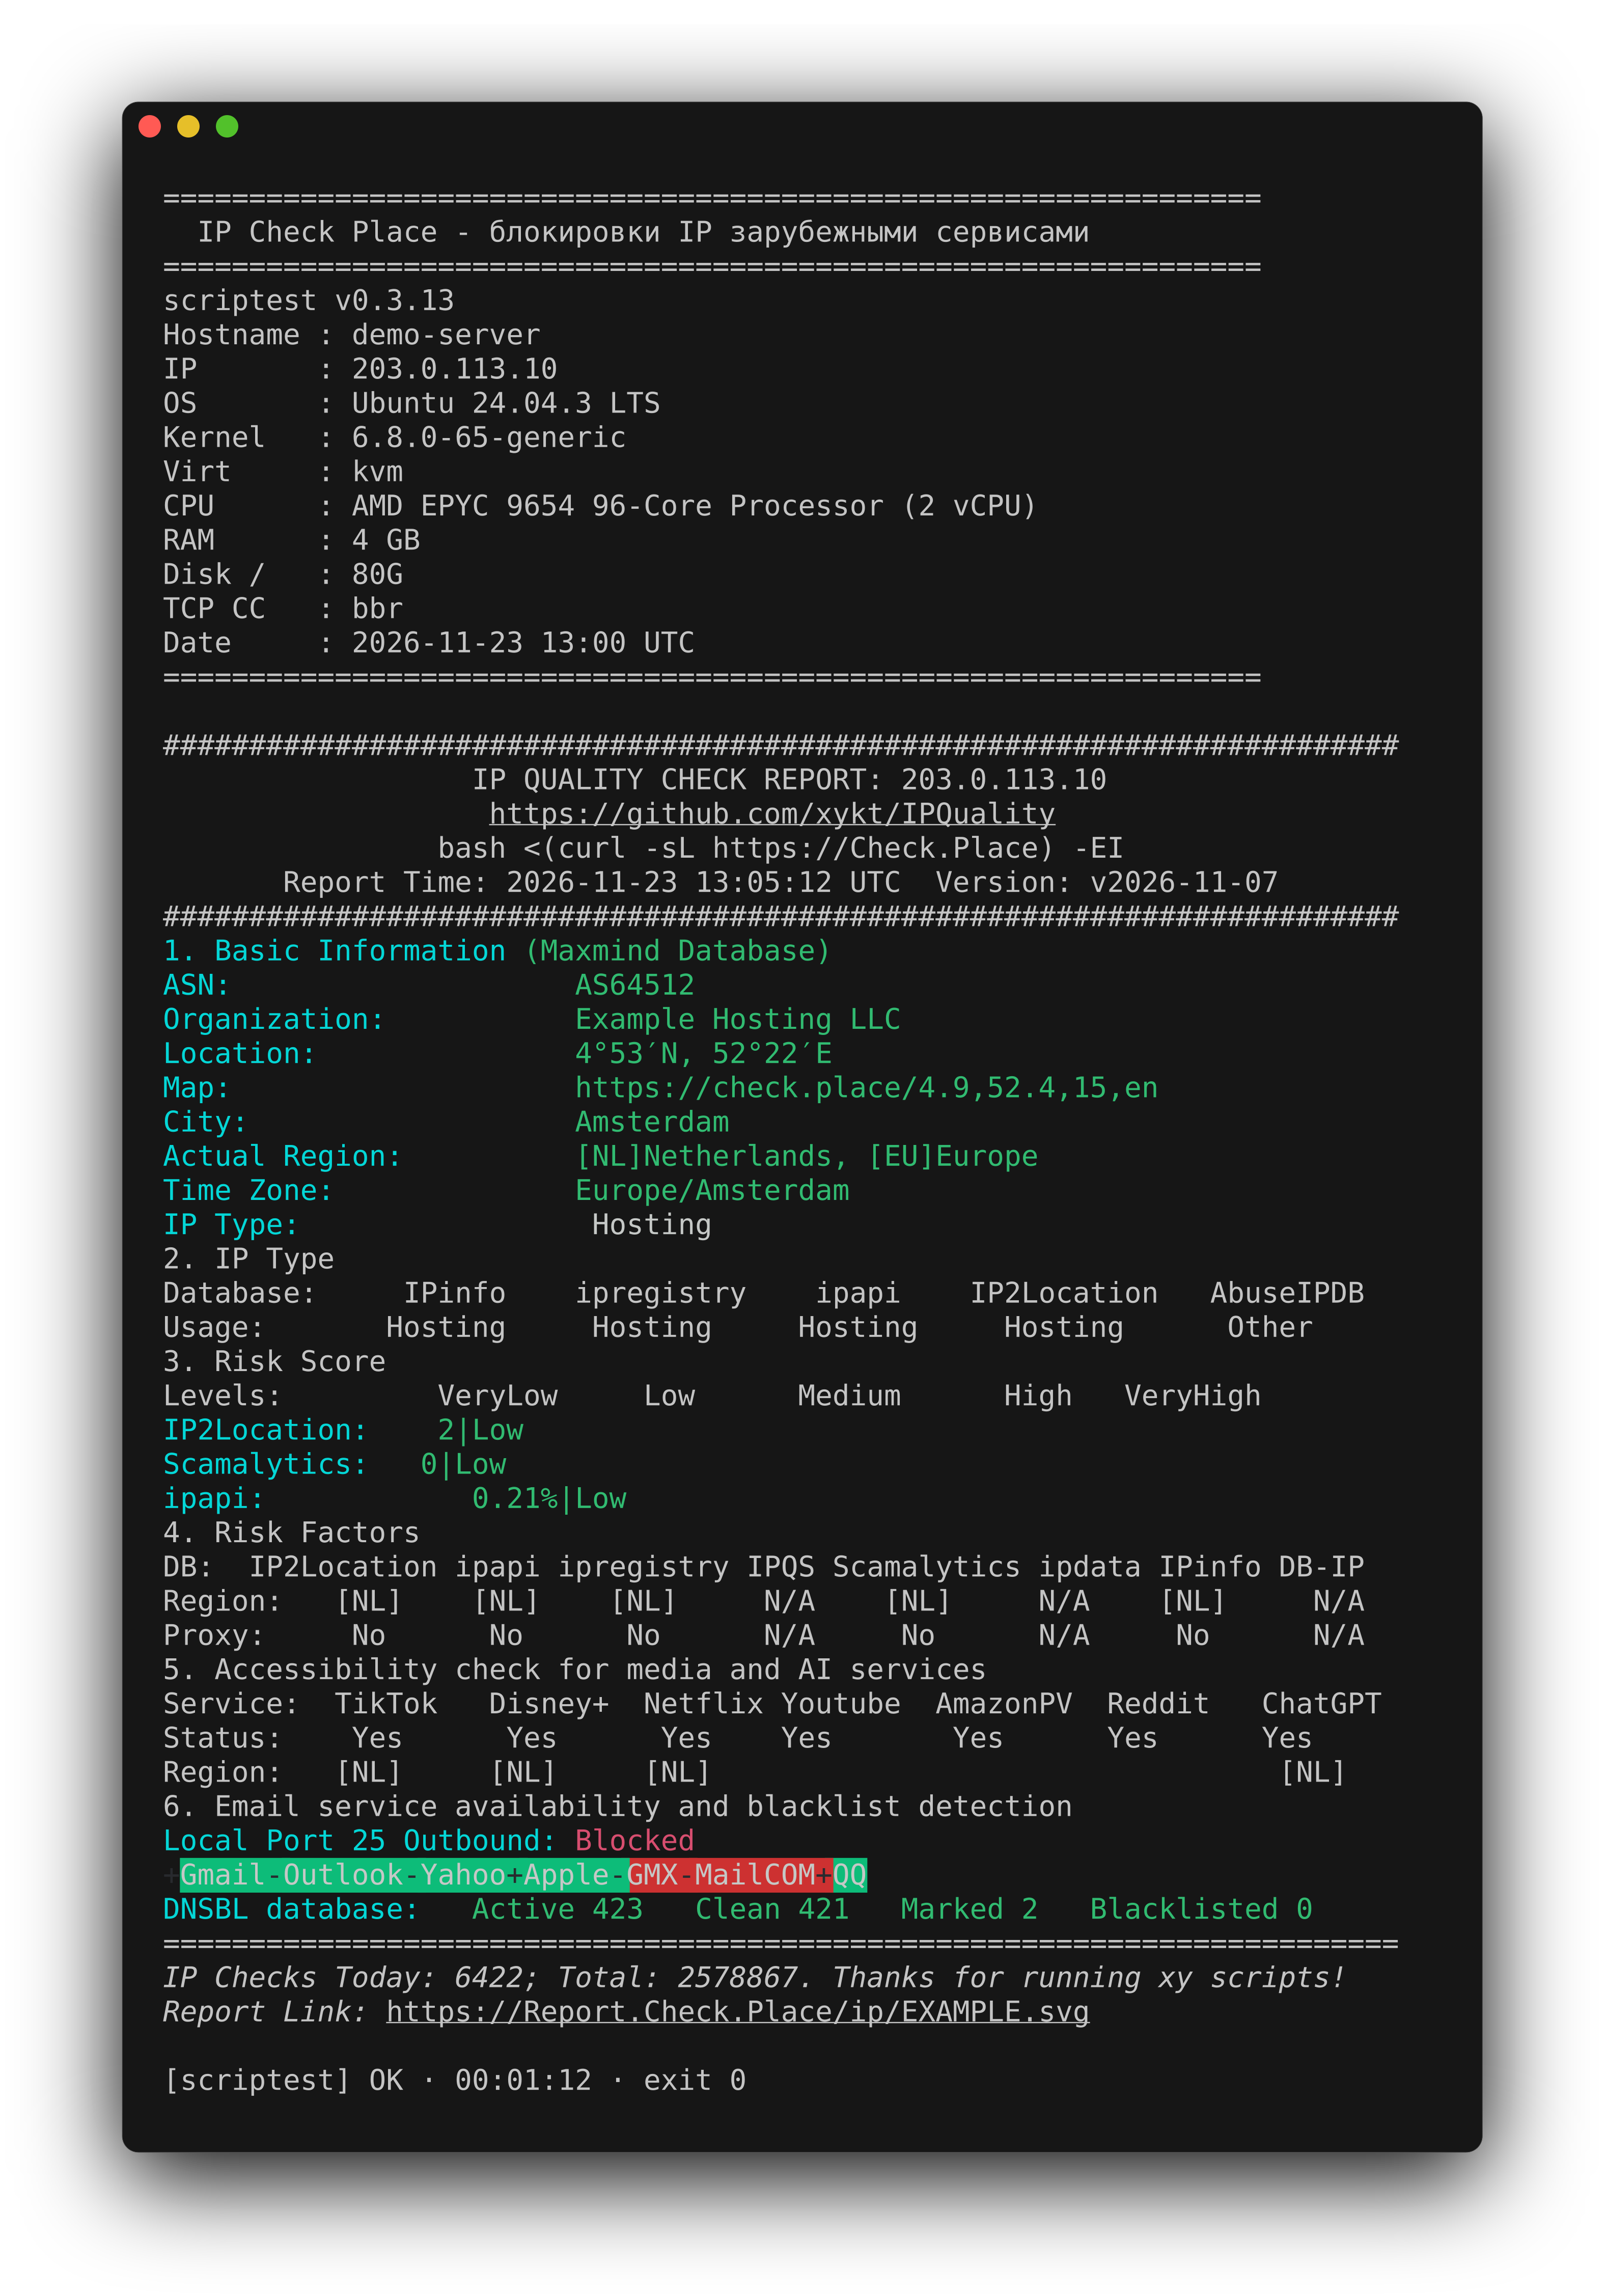 ================================================================
  IP Check Place - блокировки IP зарубежными сервисами
================================================================
scriptest v0.3.13
Hostname : demo-server
IP       : 203.0.113.10
OS       : Ubuntu 24.04.3 LTS
Kernel   : 6.8.0-65-generic
Virt     : kvm
CPU      : AMD EPYC 9654 96-Core Processor (2 vCPU)
RAM      : 4 GB
Disk /   : 80G
TCP CC   : bbr
Date     : 2026-11-23 13:00 UTC
================================================================
########################################################################
                  IP QUALITY CHECK REPORT: 203.0.113.10
                   https://github.com/xykt/IPQuality
                bash <(curl -sL https://Check.Place) -EI
       Report Time: 2026-11-23 13:05:12 UTC  Version: v2026-11-07
########################################################################
1. Basic Information (Maxmind Database)
ASN:                    AS64512
Organization:           Example Hosting LLC
Location:               4°53′N, 52°22′E
Map:                    https://check.place/4.9,52.4,15,en
City:                   Amsterdam
Actual Region:          [NL]Netherlands, [EU]Europe
Time Zone:              Europe/Amsterdam
IP Type:                 Hosting
2. IP Type
Database:     IPinfo    ipregistry    ipapi    IP2Location   AbuseIPDB
Usage:       Hosting     Hosting     Hosting     Hosting      Other
3. Risk Score
Levels:         VeryLow     Low      Medium      High   VeryHigh
IP2Location:    2|Low
Scamalytics:   0|Low
ipapi:            0.21%|Low
4. Risk Factors
DB:  IP2Location ipapi ipregistry IPQS Scamalytics ipdata IPinfo DB-IP
Region:   [NL]    [NL]    [NL]     N/A    [NL]     N/A    [NL]     N/A
Proxy:     No      No      No      N/A     No      N/A     No      N/A
5. Accessibility check for media and AI services
Service:  TikTok   Disney+  Netflix Youtube  AmazonPV  Reddit   ChatGPT
Status:    Yes      Yes      Yes    Yes       Yes      Yes      Yes
Region:   [NL]     [NL]     [NL]                                 [NL]
6. Email service availability and blacklist detection
Local Port 25 Outbound: Blocked
+Gmail-Outlook-Yahoo+Apple-GMX-MailCOM+QQ
DNSBL database:   Active 423   Clean 421   Marked 2   Blacklisted 0
========================================================================
IP Checks Today: 6422; Total: 2578867. Thanks for running xy scripts!
Report Link: https://Report.Check.Place/ip/EXAMPLE.svg
[scriptest] OK · 00:01:12 · exit 0